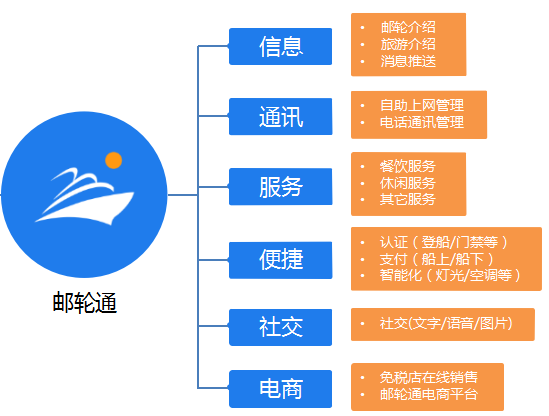 信息
• 邮轮介绍
• 旅游介绍
• 消息推送
通讯
• 自助上网管理
• 电话通讯管理
服务
• 餐饮服务
• 休闲服务
• 其它服务
便捷
• 认证（登船/门禁等）
• 支付（船上/船下）
• 智能化（灯光/空调等）
邮轮通
社交
• 社交(文字/语音/图片)
电商
• 免税店在线销售
• 邮轮通电商平台